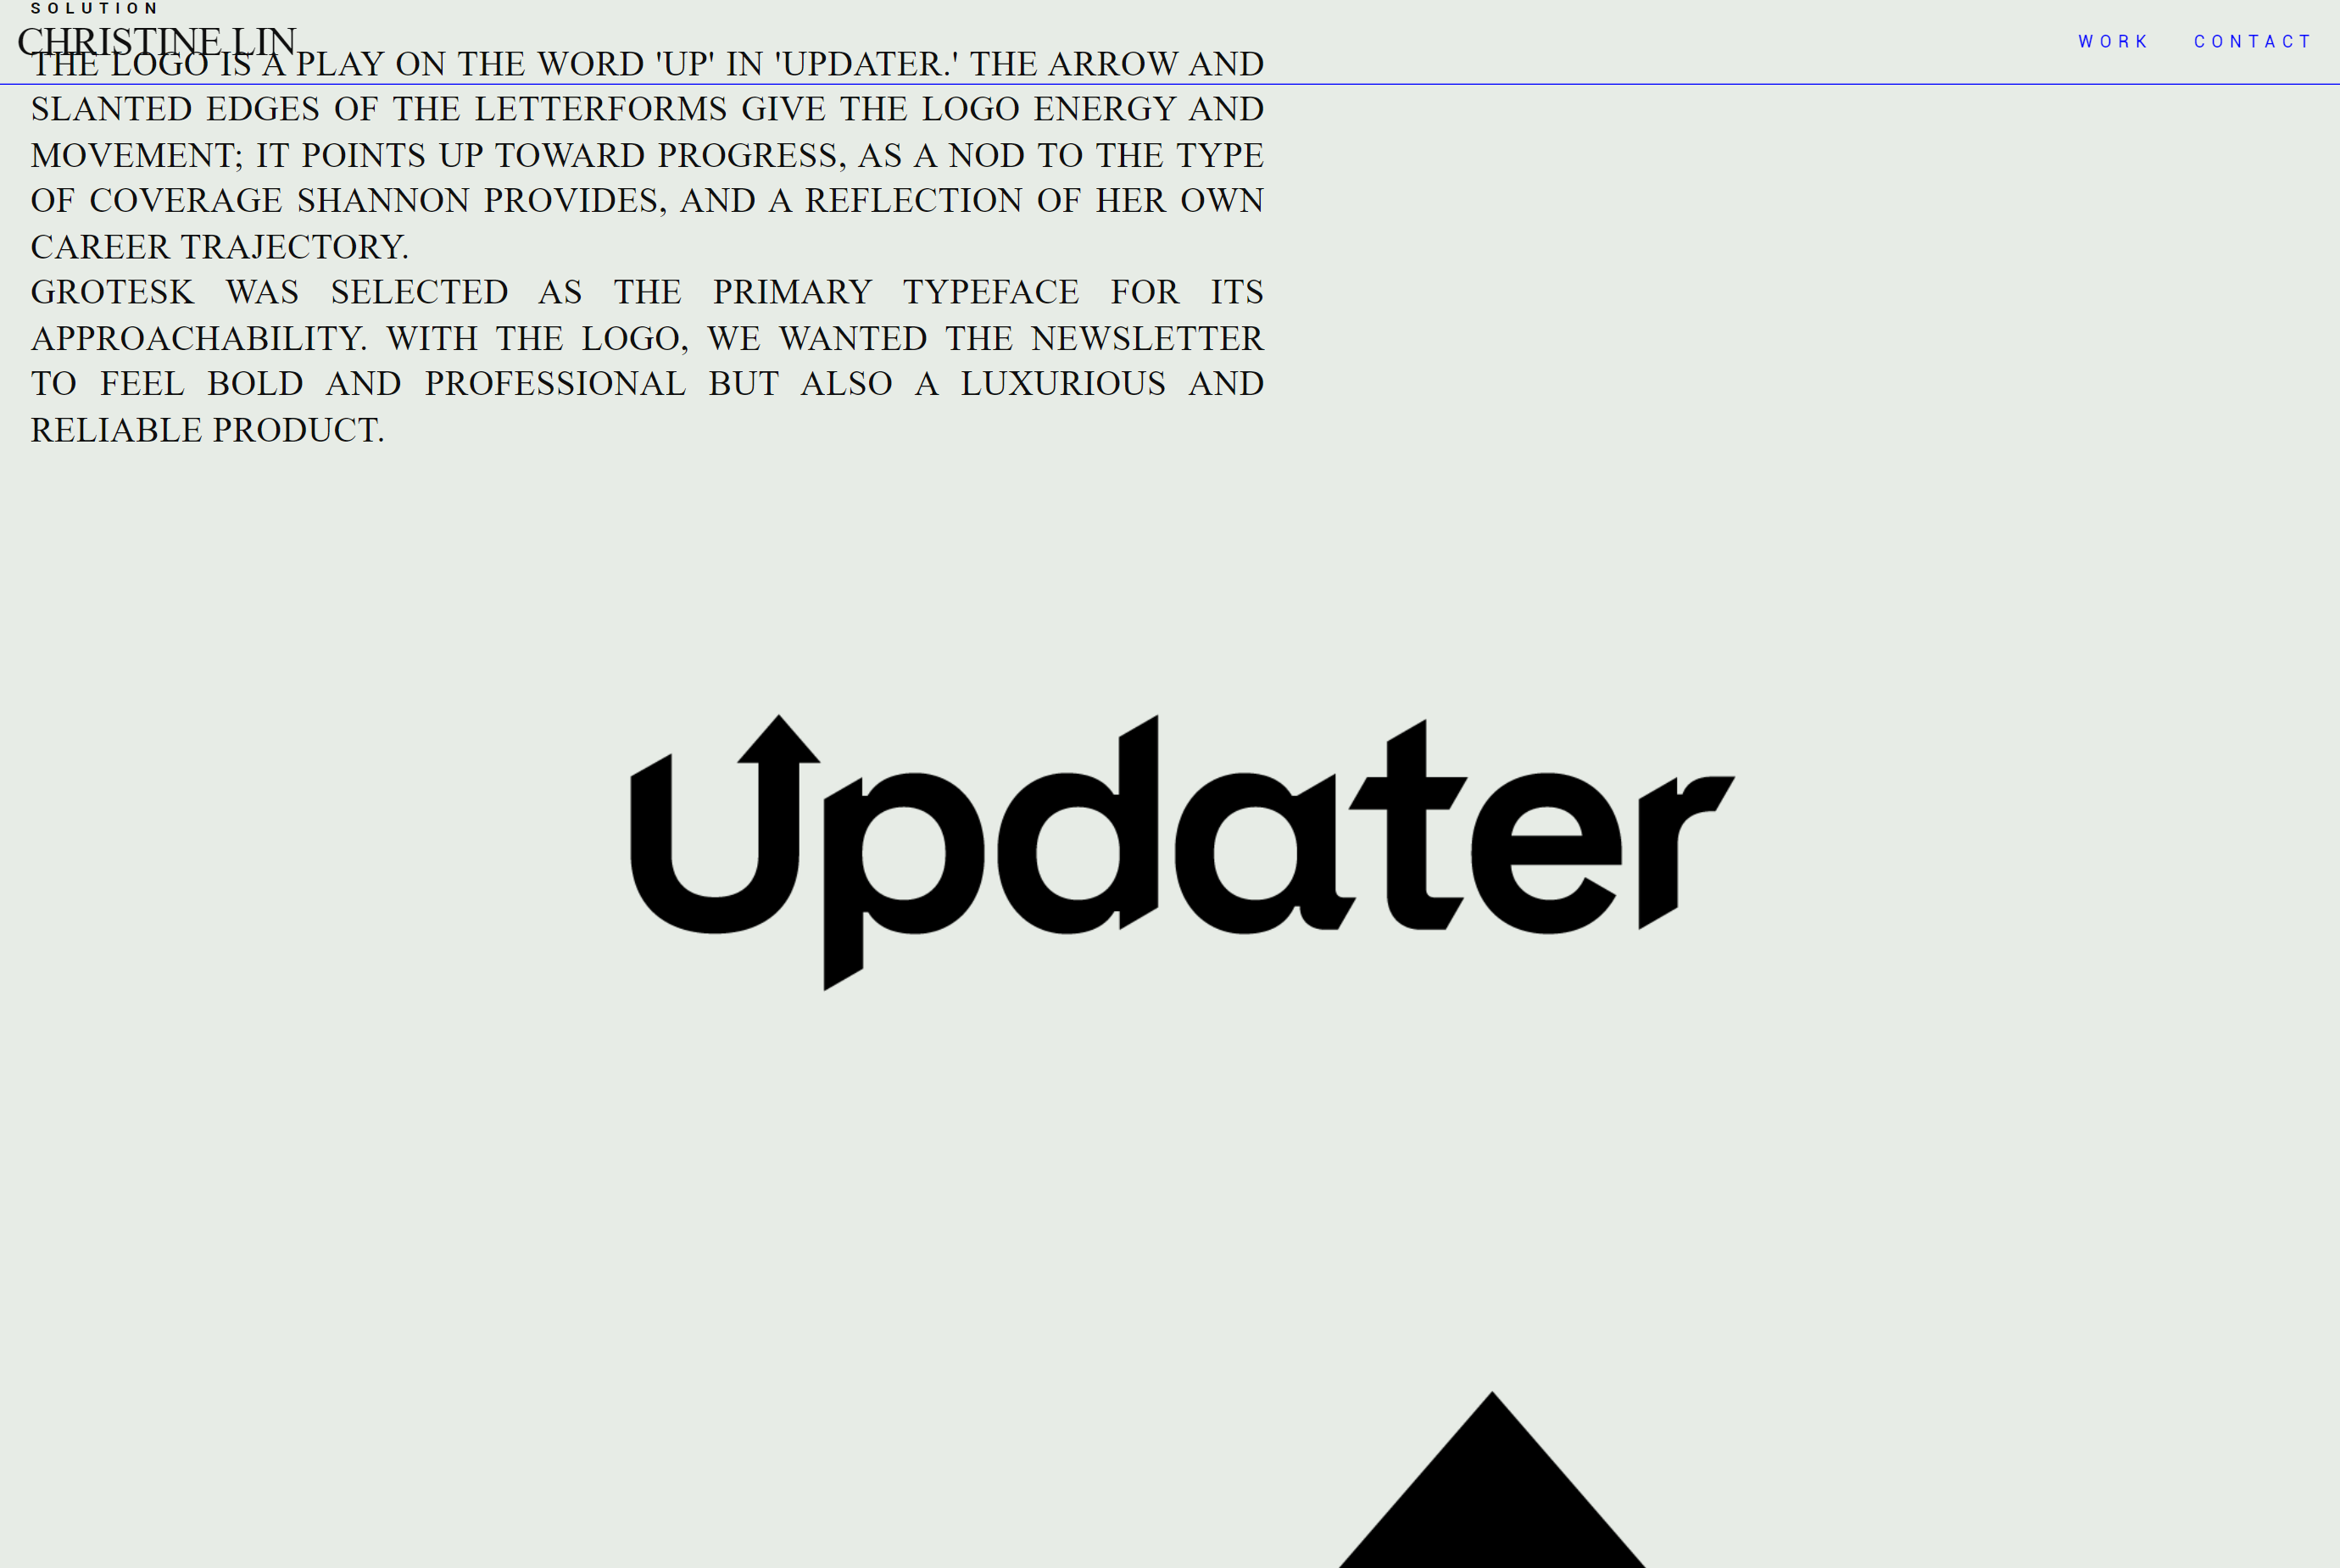 SOLUTION
CHRISTINE LIN
WORK CONTACT
THE LOGO IS A PLAY ON THE WORD 'UP' IN 'UPDATER.' THE ARROW AND
SLANTED EDGES OF THE LETTERFORMS GIVE THE LOGO ENERGY AND
MOVEMENT; IT POINTS UP TOWARD PROGRESS, AS A NOD TO THE TYPE
OF COVERAGE SHANNON PROVIDES, AND A REFLECTION OF HER OWN
CAREER TRAJECTORY.
GROTESK WAS SELECTED AS THE PRIMARY TYPEFACE FOR ITS
APPROACHABILITY. WITH THE LOGO, WE WANTED THE NEWSLETTER
TO FEEL BOLD AND PROFESSIONAL BUT ALSO A LUXURIOUS AND
RELIABLE PRODUCT.
Updater